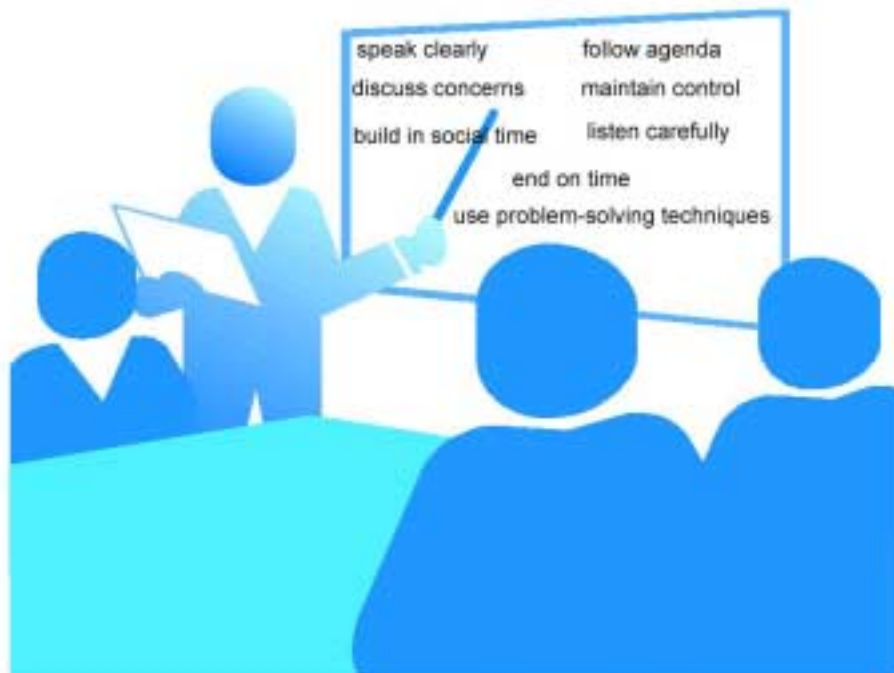 speak clearly
follow agenda
discuss concerns
maintain control
build in social time
listen carefully
end on time
use problem-solving techniques